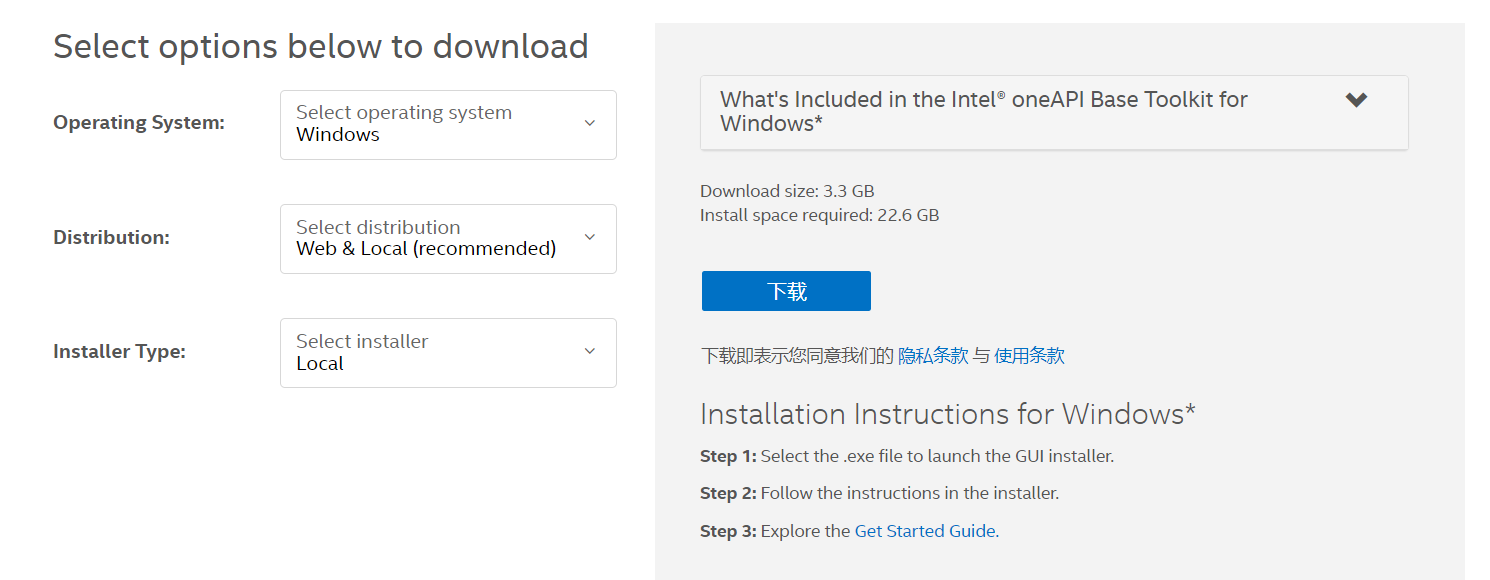 Select options below to download
Operating System:
Select operating system
Windows
Distribution:
Select distribution
Web & Local (recommended)
Installer Type:
Select installer
Local
What's Included in the Intel® oneAPI Base Toolkit for
Windows*
Download size: 3.3 GB
Install space required: 22.6 GB
下载
下载即表示您同意我们的 隐私条款 与 使用条款
Installation Instructions for Windows*
Step 1: Select the .exe file to launch the GUI installer.
Step 2: Follow the instructions in the installer.
Step 3: Explore the Get Started Guide.